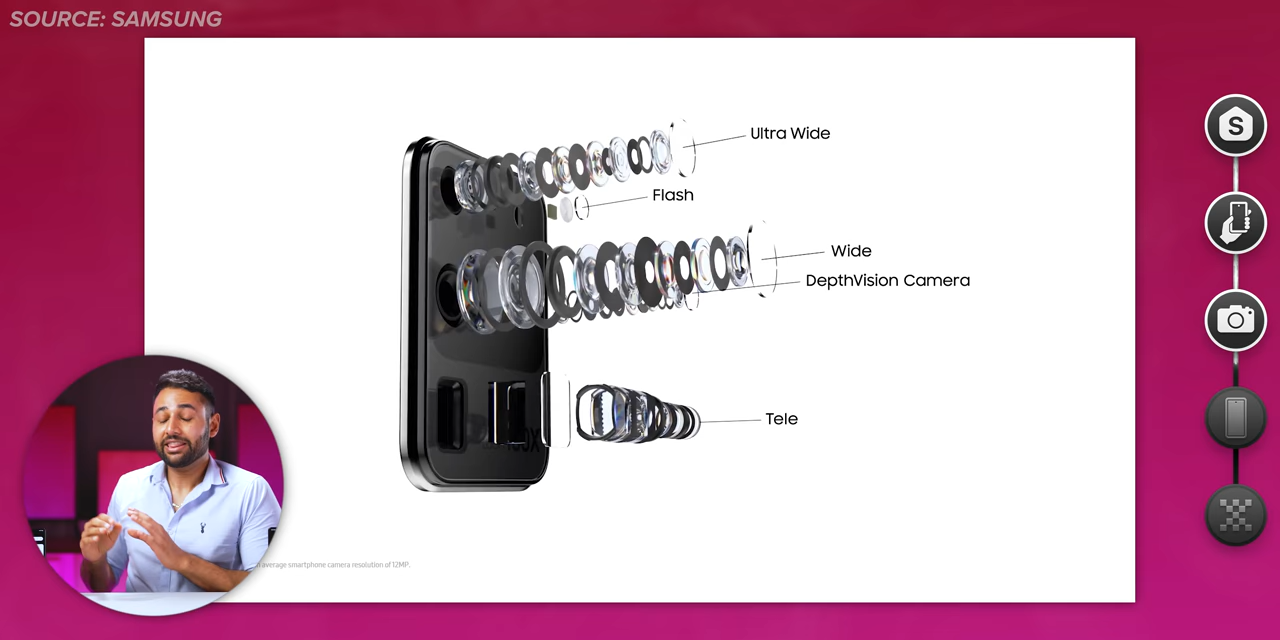 SOURCE: SAMSUNG
Ultra Wide
Flash
Wide
DepthVision Camera
Tele
average smartphone camera resolution of 12MP.
S